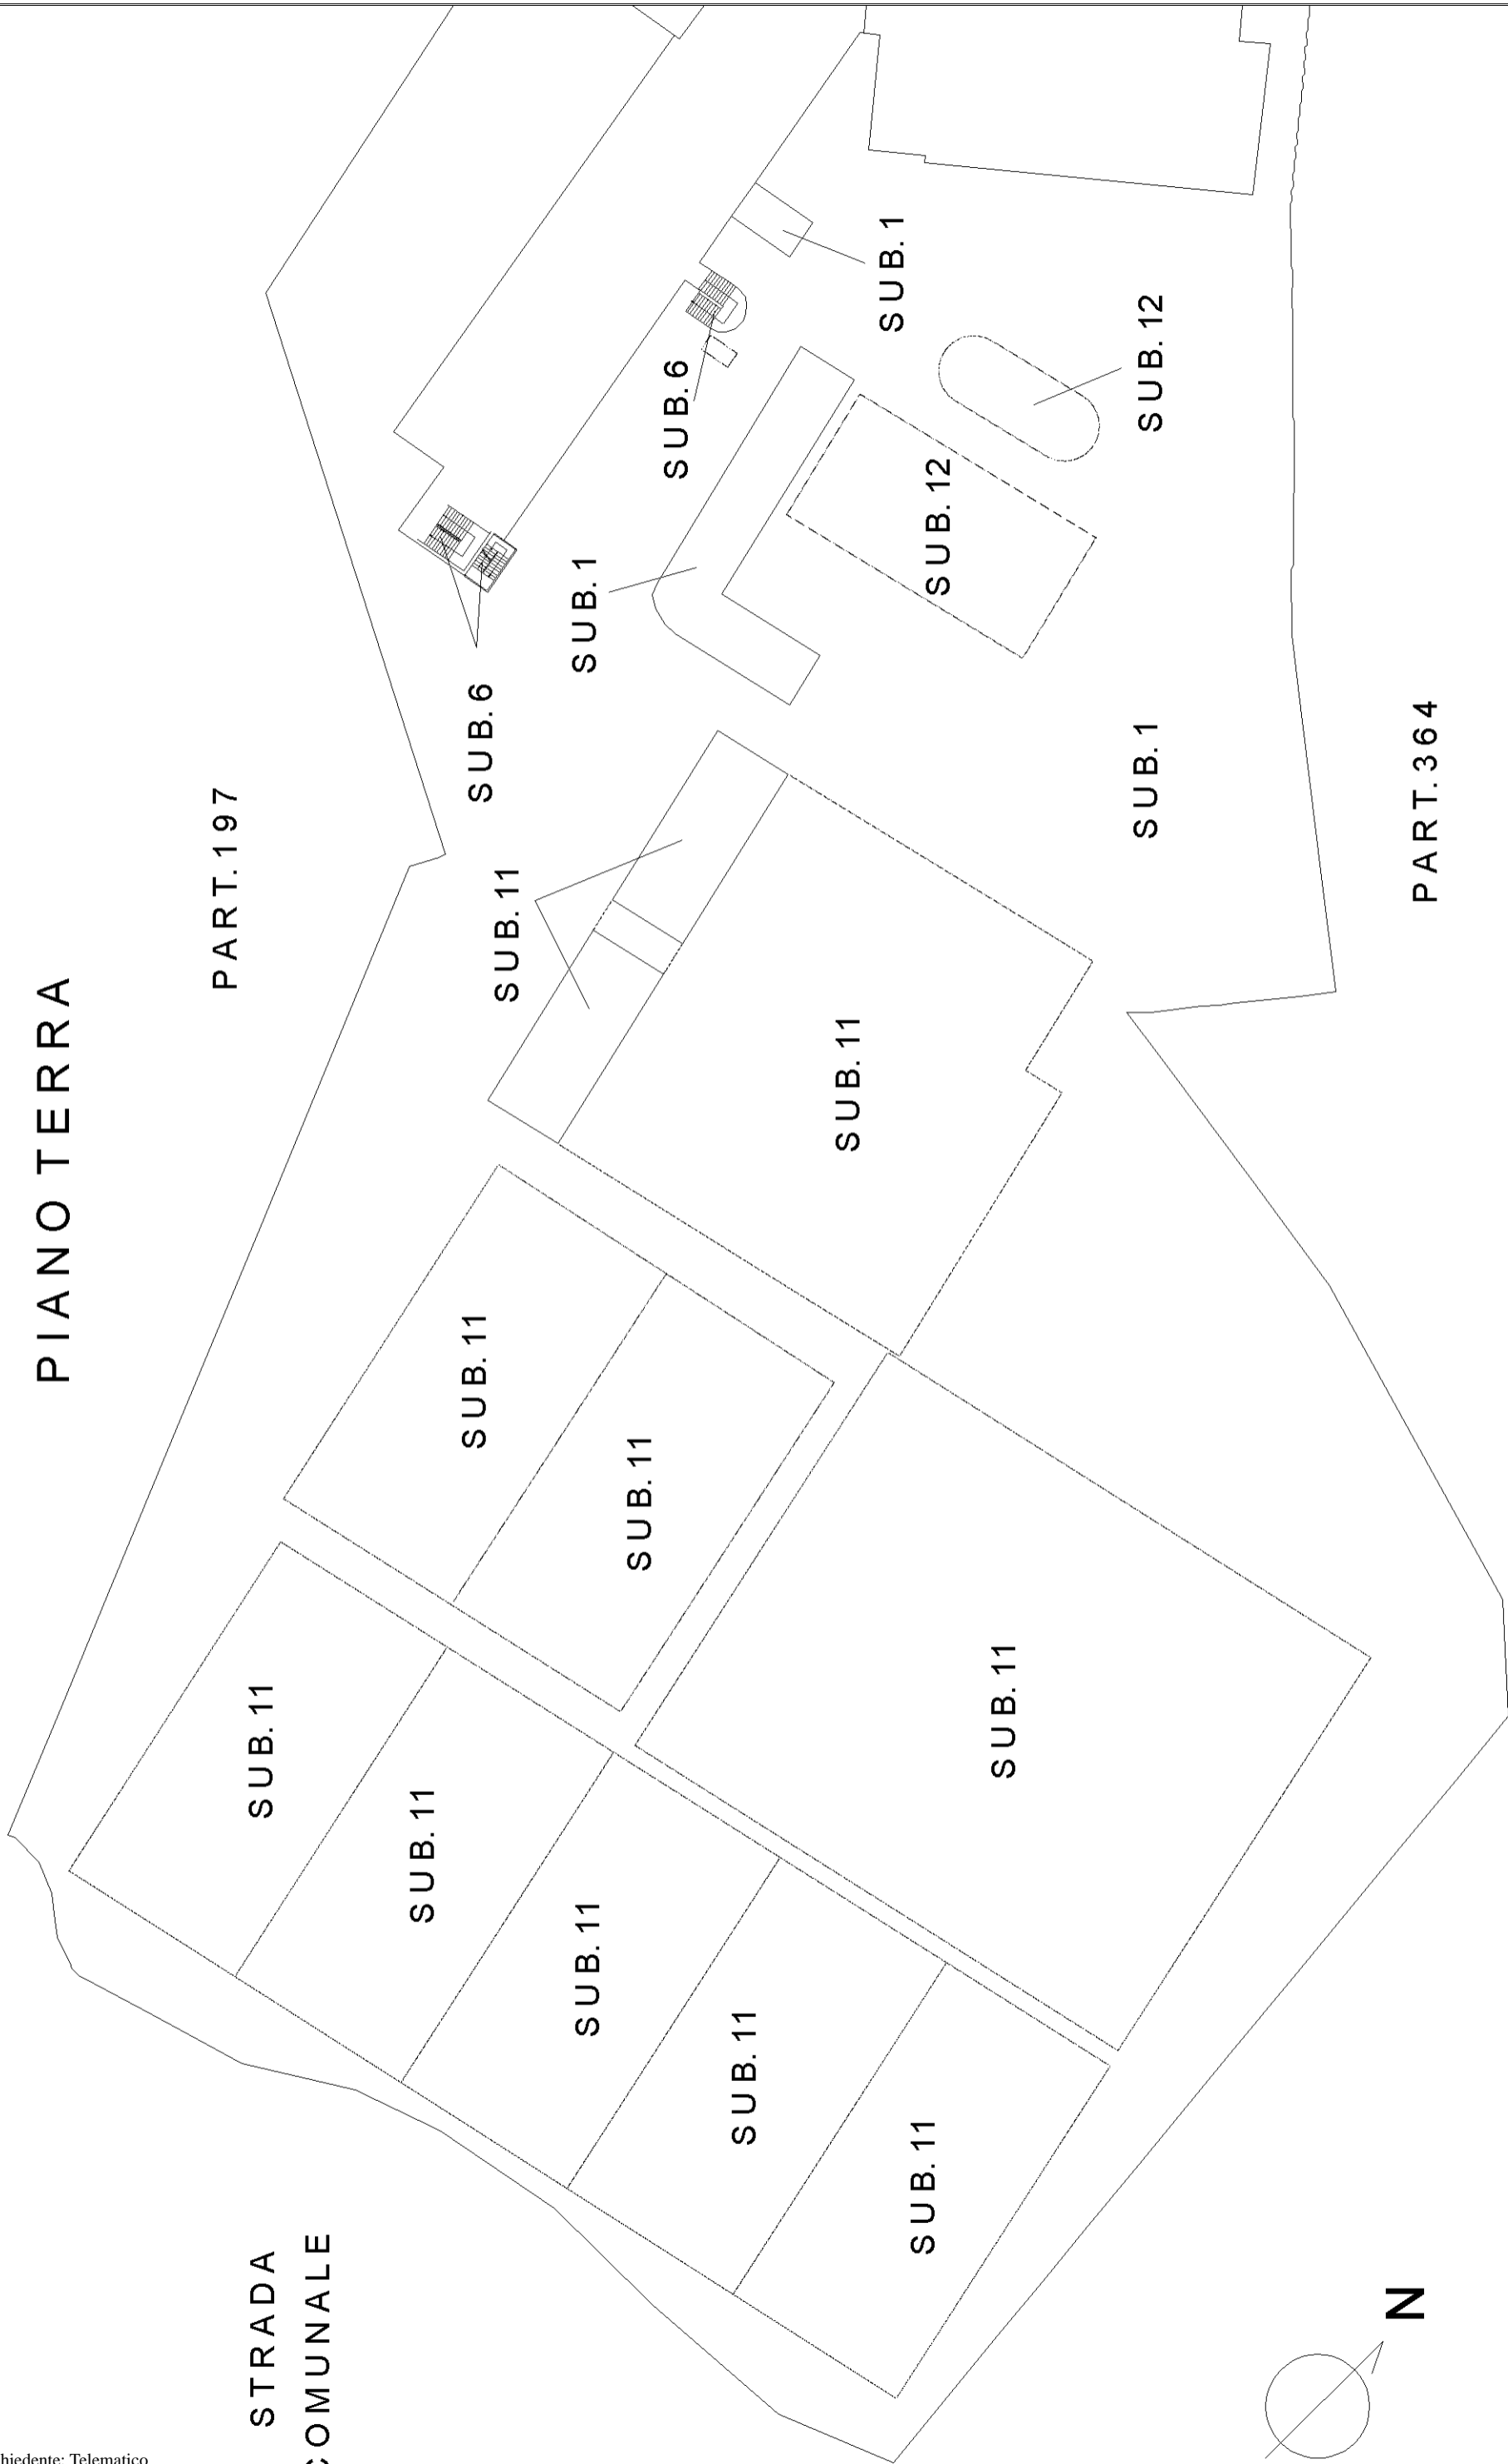 PIANO TERRA
PART. 197
STRADA
COMUNALE
SUB. 11
SUB. 11
SUB. 11
SUB. 11
SUB. 11
SUB. 11
SUB. 11
SUB. 11
SUB. 11
SUB. 11
SUB. 6
SUB. 1
SUB. 6
SUB. 1
SUB. 12
SUB. 12
SUB. 1
PART. 364
N
hiedente: Telematico